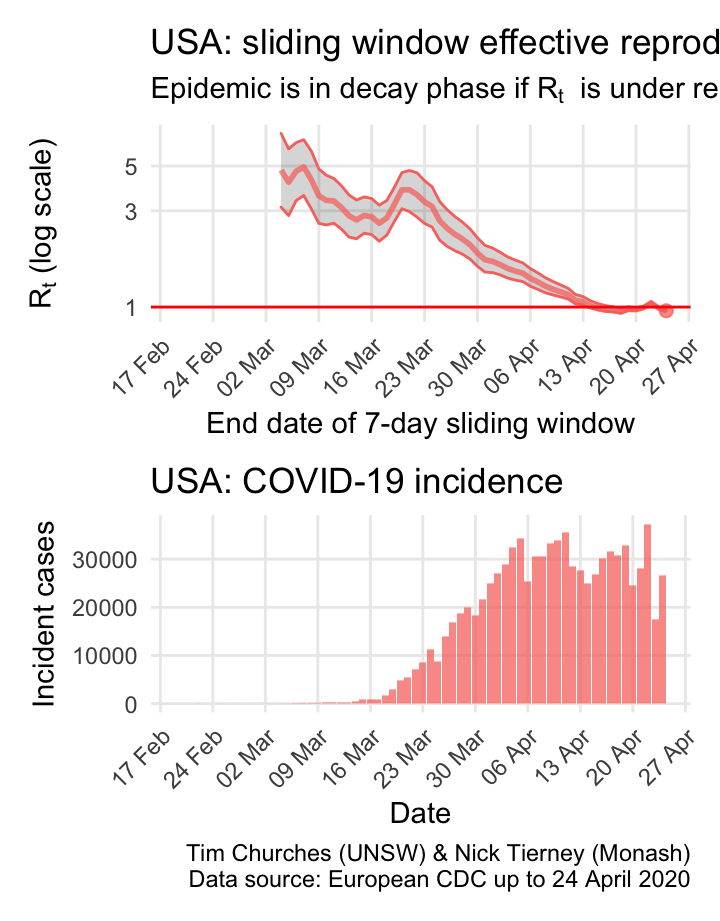 USA: sliding window effective reprod
Epidemic is in decay phase if Rt is under re
Rt (log scale)
5
3
1
17 Feb
24 Feb
02 Mar
09 Mar
16 Mar
23 Mar
30 Mar
06 Apr
13 Apr
20 Apr
27 Apr
End date of 7-day sliding window
USA: COVID-19 incidence
Incident cases
30000
20000
10000
0
17 Feb
24 Feb
02 Mar
09 Mar
16 Mar
23 Mar
30 Mar
06 Apr
13 Apr
20 Apr
27 Apr
Date
Tim Churches (UNSW) & Nick Tierney (Monash)
Data source: European CDC up to 24 April 2020